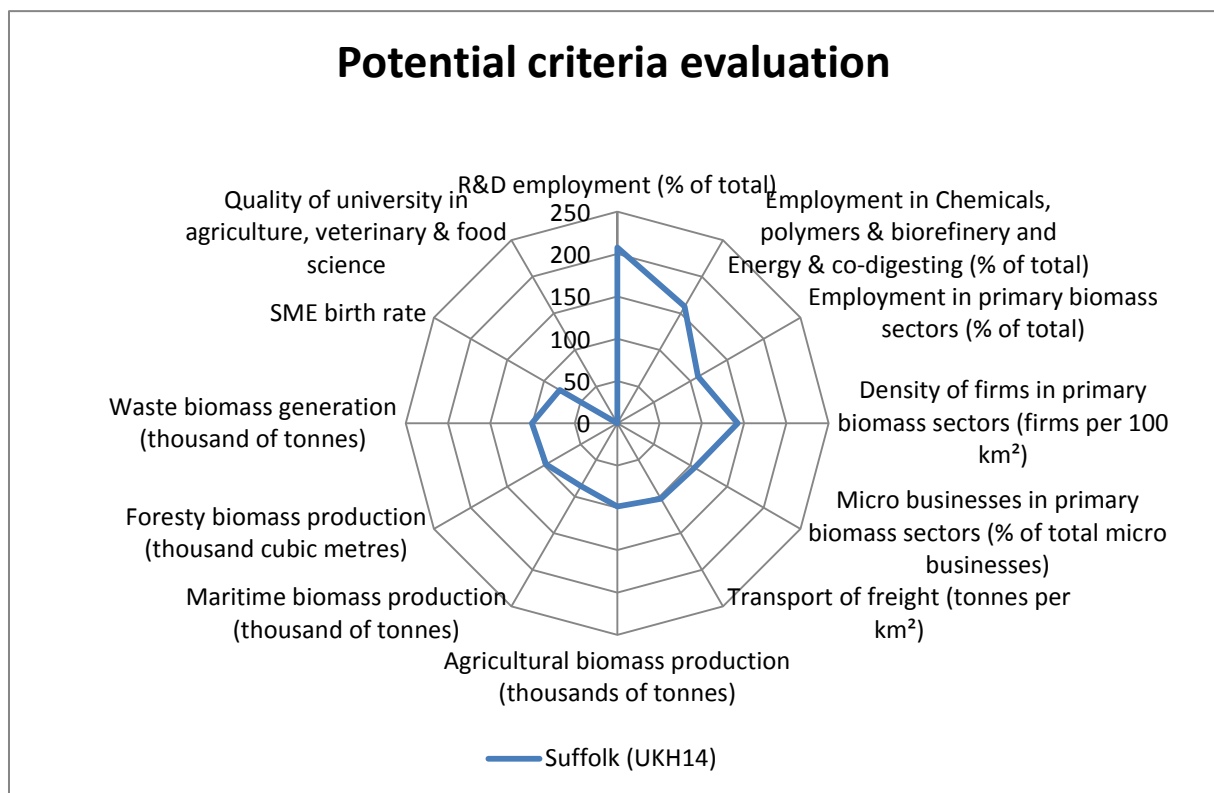 Potential criteria evaluation
R&D employment (% of total)
Employment in Chemicals,
polymers & biorefinery and
Energy & co-digesting (% of total)
Employment in primary biomass
sectors (% of total)
Density of firms in primary
biomass sectors (firms per 100
km²)
Micro businesses in primary
biomass sectors (% of total micro
businesses)
Transport of freight (tonnes per
km²)
Agricultural biomass production
(thousands of tonnes)
Maritime biomass production
(thousand of tonnes)
Foresty biomass production
(thousand cubic metres)
Waste biomass generation
(thousand of tonnes)
SME birth rate
Quality of university in
agriculture, veterinary & food
science
250
200
150
100
50
0
Suffolk (UKH14)